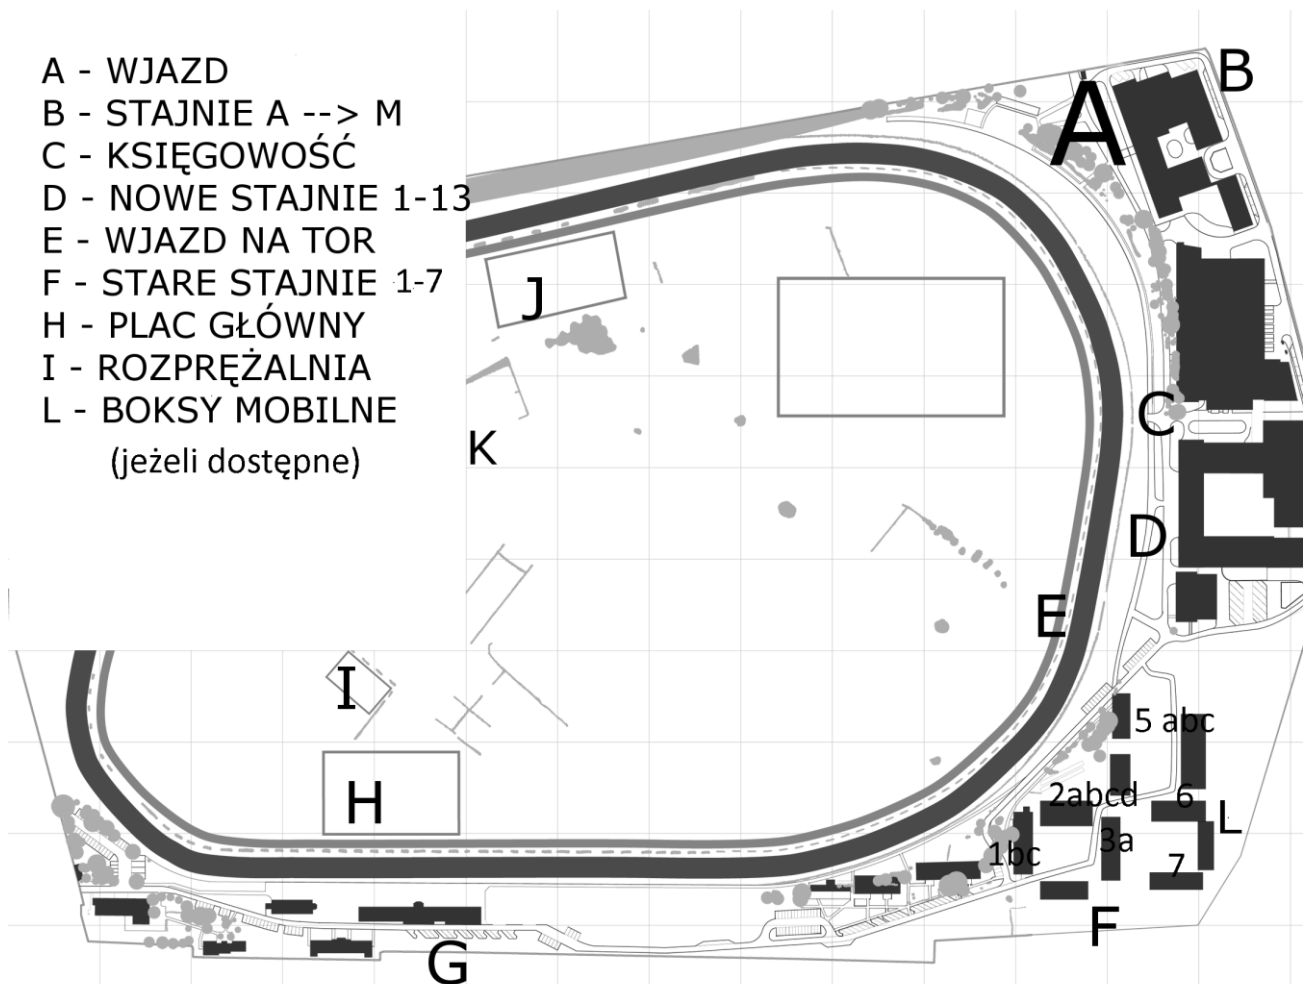 A - WJAZD
B - STAJNIE A --> M
C - KSIĘGOWOŚĆ
D - NOWE STAJNIE 1-13
E - WJAZD NA TOR
F - STARE STAJNIE 1-7
H - PLAC GŁÓWNY
I - ROZPRĘŻALNIA
L - BOKSY MOBILNE
(jeżeli dostępne)
B
A
J
C
K
D
E
I
5 abc
H
2abcd
6
L
3a
1bc
7
F
G